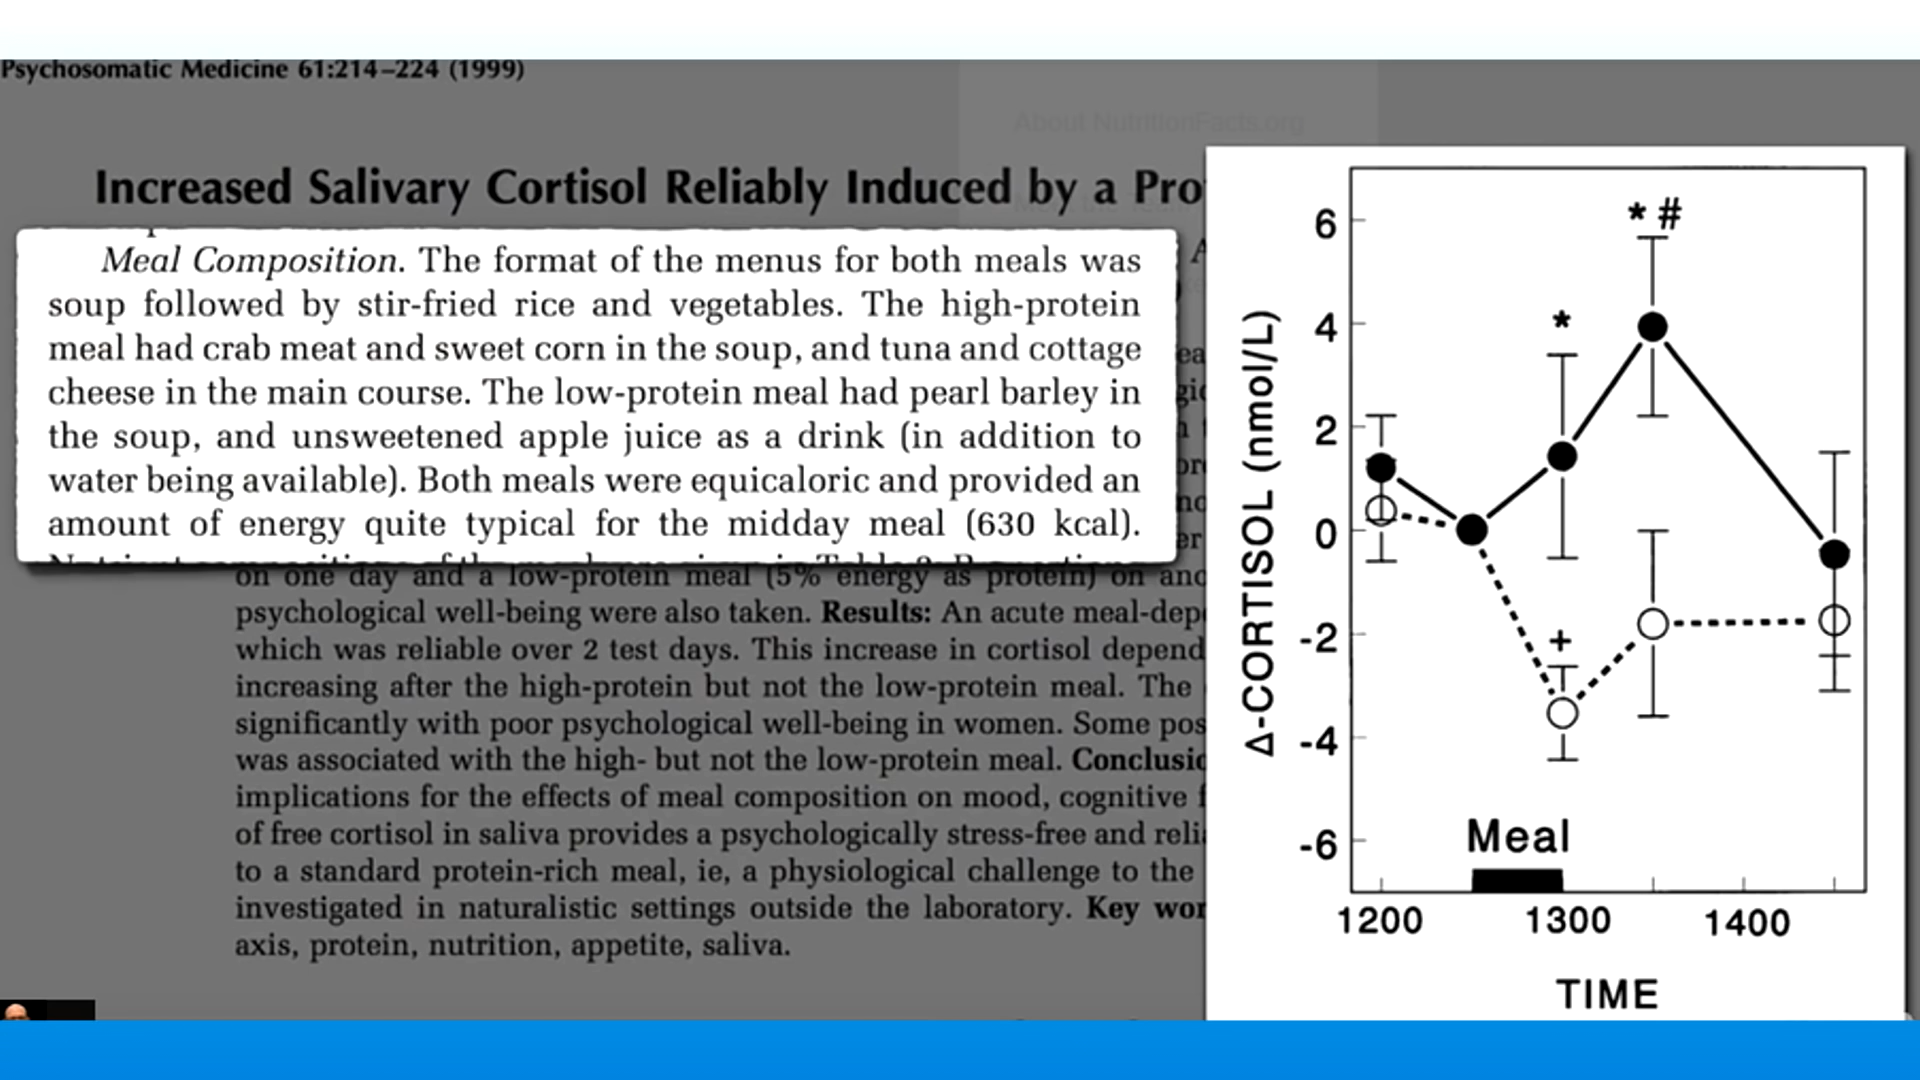 Psychosomatic Medicine 61:214–224 (1999)
About NutritionFacts.org
Increased Salivary Cortisol Reliably Induced by a Pro
Meal Composition. The format of the menus for both meals was
soup followed by stir-fried rice and vegetables. The high-protein
meal had crab meat and sweet corn in the soup, and tuna and cottage
cheese in the main course. The low-protein meal had pearl barley in
the soup, and unsweetened apple juice as a drink (in addition to
water being available). Both meals were equicaloric and provided an
amount of energy quite typical for the midday meal (630 kcal).
on one day and a low-protein meal (5% energy as protein) on ano
psychological well-being were also taken. Results: An acute meal-depe
which was reliable over 2 test days. This increase in cortisol depend
increasing after the high-protein but not the low-protein meal. The
significantly with poor psychological well-being in women. Some pos
was associated with the high- but not the low-protein meal. Conclusio
implications for the effects of meal composition on mood, cognitive f
of free cortisol in saliva provides a psychologically stress-free and relia
to a standard protein-rich meal, ie, a physiological challenge to the
investigated in naturalistic settings outside the laboratory. Key wor
axis, protein, nutrition, appetite, saliva.
Δ-CORTISOL (nmol/L)
6
4
2
0
-2
-4
-6
* #
*
+
Meal
1200 1300 1400
TIME